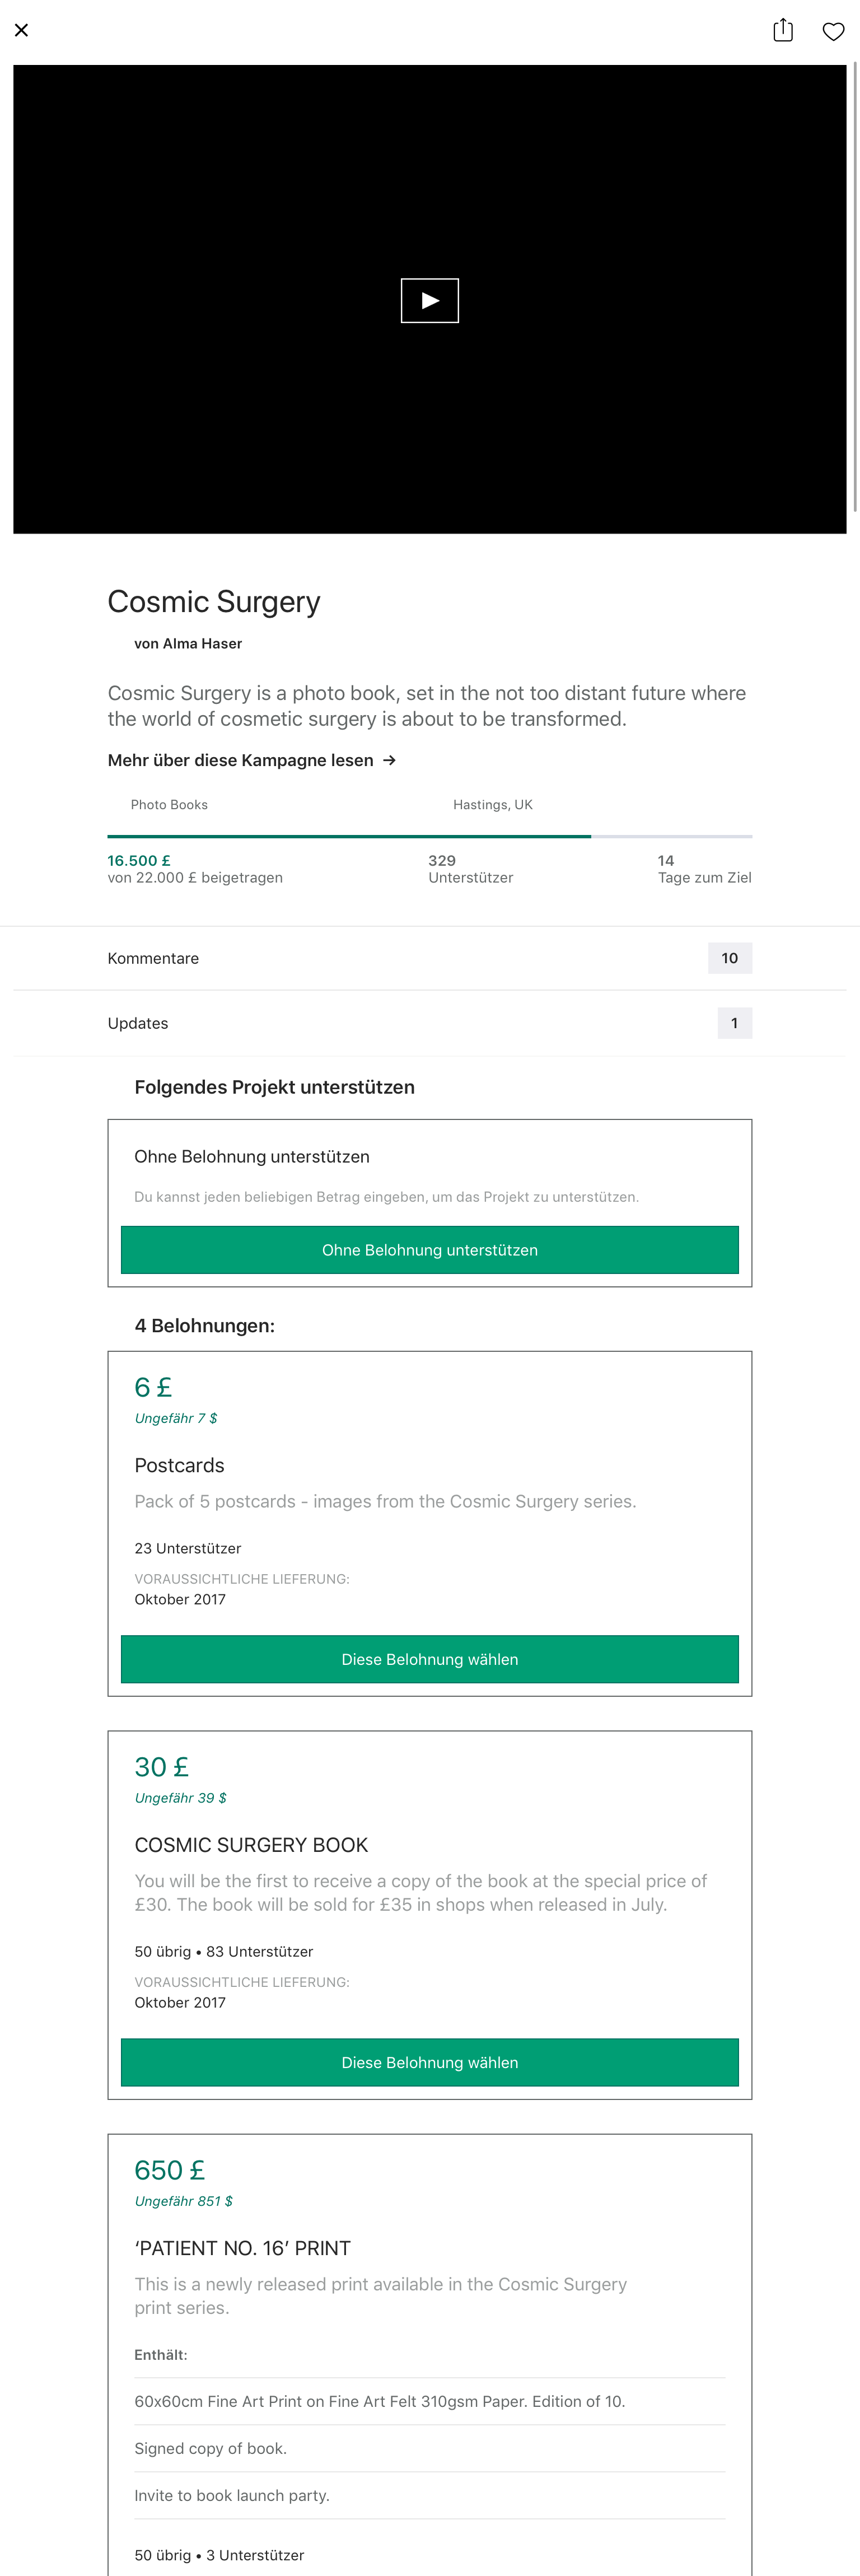 Cosmic Surgery
von Alma Haser
Cosmic Surgery is a photo book, set in the not too distant future where
the world of cosmetic surgery is about to be transformed.
Mehr über diese Kampagne lesen →
Photo Books
Hastings, UK
16.500 £
von 22.000 £ beigetragen
329
Unterstützer
14
Tage zum Ziel
Kommentare
10
Updates
1
Folgendes Projekt unterstützen
Ohne Belohnung unterstützen
Du kannst jeden beliebigen Betrag eingeben, um das Projekt zu unterstützen.
Ohne Belohnung unterstützen
4 Belohnungen:
6 £
Ungefähr 7 $
Postcards
Pack of 5 postcards - images from the Cosmic Surgery series.
23 Unterstützer
VORAUSSICHTLICHE LIEFERUNG:
Oktober 2017
Diese Belohnung wählen
30 £
Ungefähr 39 $
COSMIC SURGERY BOOK
You will be the first to receive a copy of the book at the special price of
£30. The book will be sold for £35 in shops when released in July.
50 übrig • 83 Unterstützer
VORAUSSICHTLICHE LIEFERUNG:
Oktober 2017
Diese Belohnung wählen
650 £
Ungefähr 851 $
‘PATIENT NO. 16’ PRINT
This is a newly released print available in the Cosmic Surgery
print series.
Enthält:
60x60cm Fine Art Print on Fine Art Felt 310gsm Paper. Edition of 10.
Signed copy of book.
Invite to book launch party.
50 übrig • 3 Unterstützer